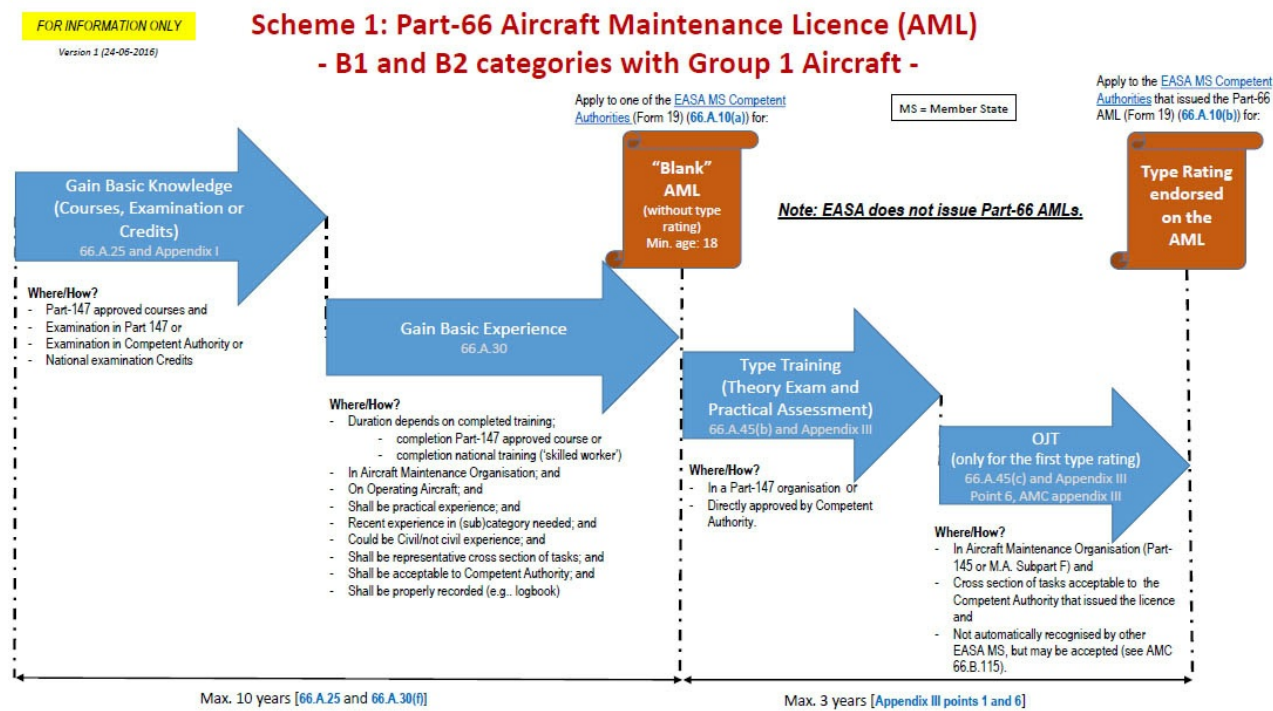 FOR INFORMATION ONLY
Version 1 (24-06-2016)
Scheme 1: Part-66 Aircraft Maintenance Licence (AML)
- B1 and B2 categories with Group 1 Aircraft -
Apply to one of the EASA MS Competent
Authorities (Form 19) (66.A.10(a)) for:
MS = Member State
Apply to the EASA MS Competent
Authorities that issued the Part-66
AML (Form 19) (66.A.10(b)) for:
"Blank"
AML
(without type
rating)
Min. age: 18
Note: EASA does not issue Part-66 AMLs.
Type Rating
endorsed
on the
AML
Gain Basic Knowledge
(Courses, Examination or
Credits)
66.A.25 and Appendix I
Where/How?
- Part-147 approved courses and
- Examination in Part 147 or
- Examination in Competent Authority or
- National examination Credits
Gain Basic Experience
66.A.30
Where/How?
- Duration depends on completed training;
- completion Part-147 approved course or
- completion national training ('skilled worker')
- In Aircraft Maintenance Organisation; and
- On Operating Aircraft; and
- Shall be practical experience; and
- Recent experience in (sub)category needed; and
- Could be Civil/not civil experience; and
- Shall be representative cross section of tasks; and
- Shall be acceptable to Competent Authority; and
- Shall be properly recorded (e.g.. logbook)
Type Training
(Theory Exam and
Practical Assessment)
66.A.45(b) and Appendix III
Where/How?
- In a Part-147 organisation or
- Directly approved by Competent
Authority.
OJT
(only for the first type rating)
66.A.45(c) and Appendix III
Point 6, AMC appendix III
Where/How?
- In Aircraft Maintenance Organisation (Part-
145 or M.A. Subpart F) and
- Cross section of tasks acceptable to the
Competent Authority that issued the licence
and
- Not automatically recognised by other
EASA MS, but may be accepted (see AMC
66.B.115).
Max. 10 years [66.A.25 and 66.A.30(f)]
Max. 3 years [Appendix III points 1 and 6]